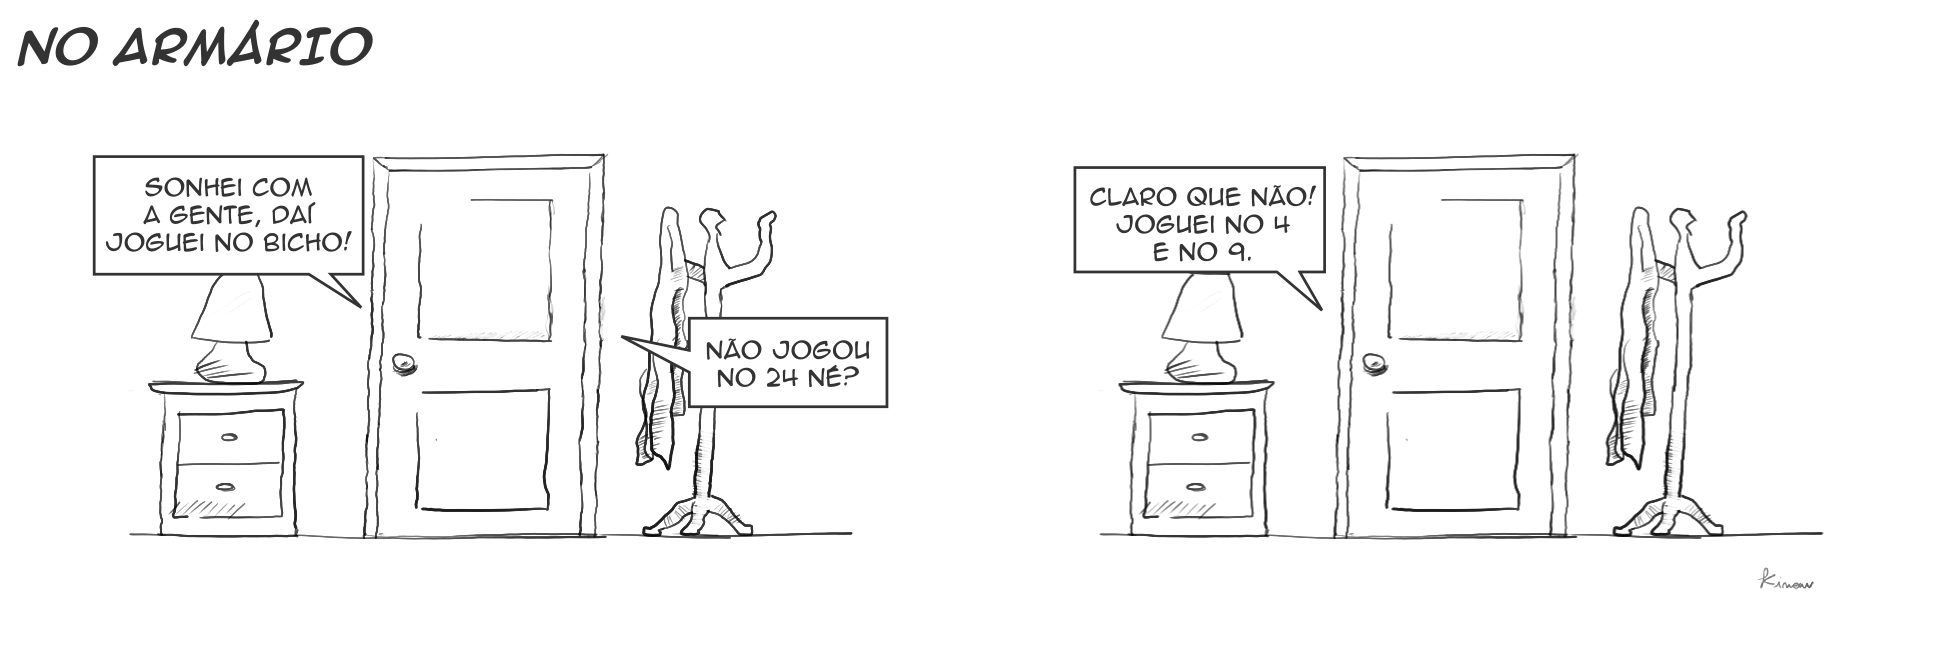 NO ARMÁRIO
SONHEI COM
A GENTE, DAÍ
JOGUEI NO BICHO!
NÃO JOGOU
NO 24 NÉ?
CLARO QUE NÃO!
JOGUEI NO 4
E NO 9.